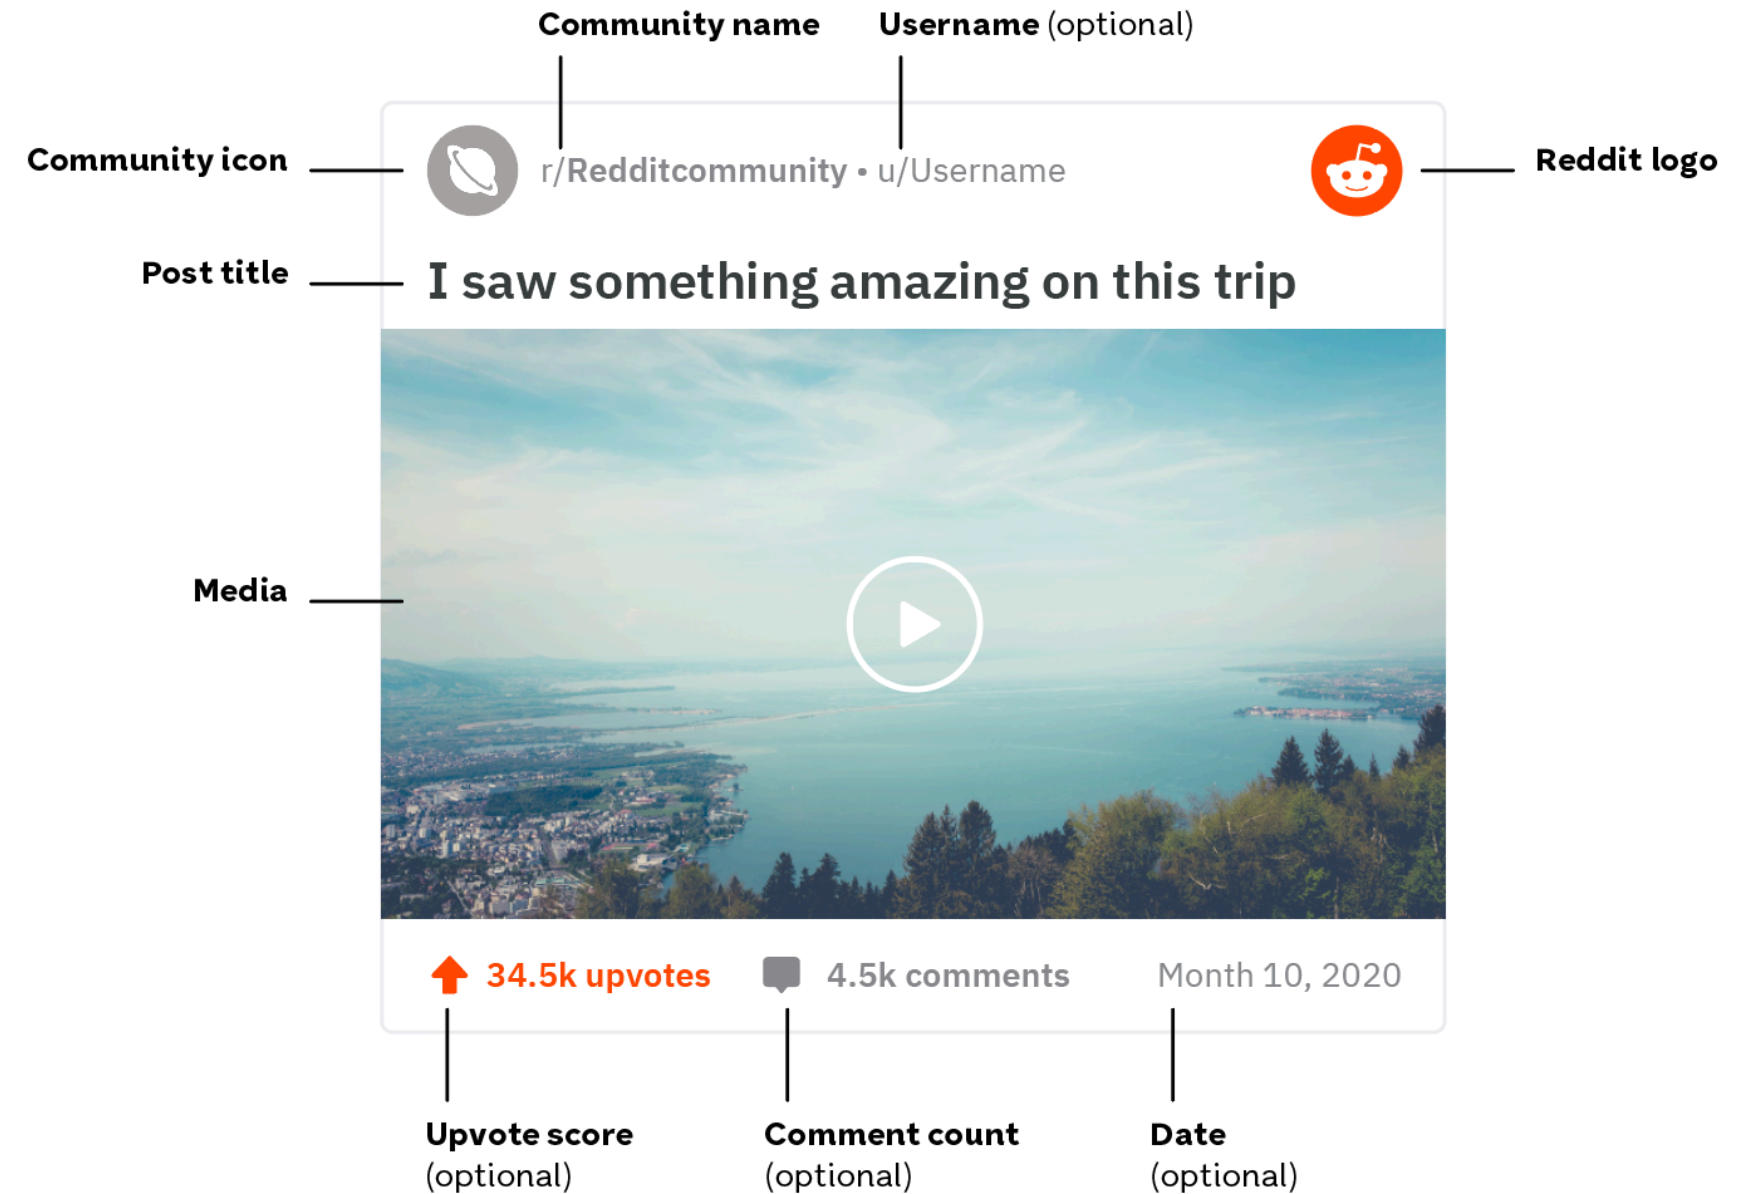 Community name
Username (optional)
Community icon
r/Redditcommunity • u/Username
Reddit logo
Post title
I saw something amazing on this trip
Media
34.5k upvotes
4.5k comments
Month 10, 2020
Upvote score
(optional)
Comment count
(optional)
Date
(optional)